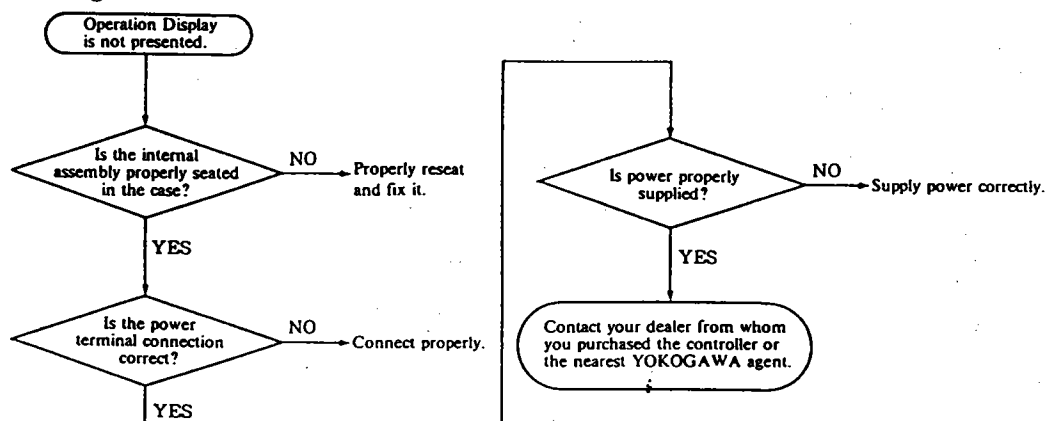 Operation Display
is not presented.
Is the internal
assembly properly seated
in the case?
NO
Properly reseat
and fix it.
YES
Is the power
terminal connection
correct?
NO
Connect properly.
YES
Is power properly
supplied?
NO
Supply power correctly.
YES
Contact your dealer from whom
you purchased the controller or
the nearest YOKOGAWA agent.